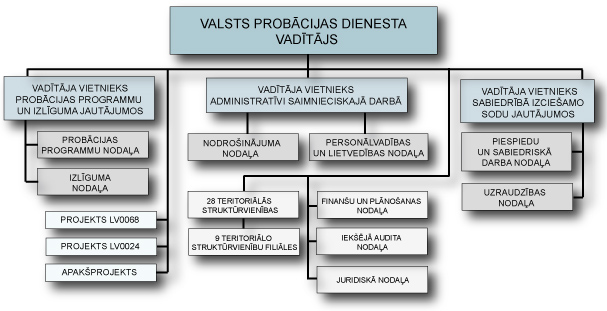 VALSTS PROBĀCIJAS DIENESTA
VADĪTĀJS
VADĪTĀJA VIETNIEKS
PROBĀCIJAS PROGRAMMU
UN IZLĪGUMA JAUTĀJUMOS
VADĪTĀJA VIETNIEKS
ADMINISTRATĪVI SAIMNIECISKAJĀ DARBĀ
VADĪTĀJA VIETNIEKS
SABIEDRĪBĀ IZCIEŠAMO
SODU JAUTĀJUMOS
PROBĀCIJAS
PROGRAMMU NODAĻA
IZLĪGUMA
NODAĻA
NODROŠINĀJUMA
NODAĻA
PERSONĀLVADĪBAS
UN LIETVEDĪBAS NODAĻA
PIESPIEDU
UN SABIEDRISKĀ
DARBA NODAĻA
UZRAUDZĪBAS
NODAĻA
PROJEKTS LV0068
PROJEKTS LV0024
APAKŠPROJEKTS
28 TERITORIĀLĀS
STRUKTŪRVIENĪBAS
9 TERITORIĀLO
STRUKTŪRVIENĪBU FILIĀLES
FINANŠU UN PLĀNOŠANAS
NODAĻA
IEKŠĒJĀ AUDITA
NODAĻA
JURIDISKĀ NODAĻA